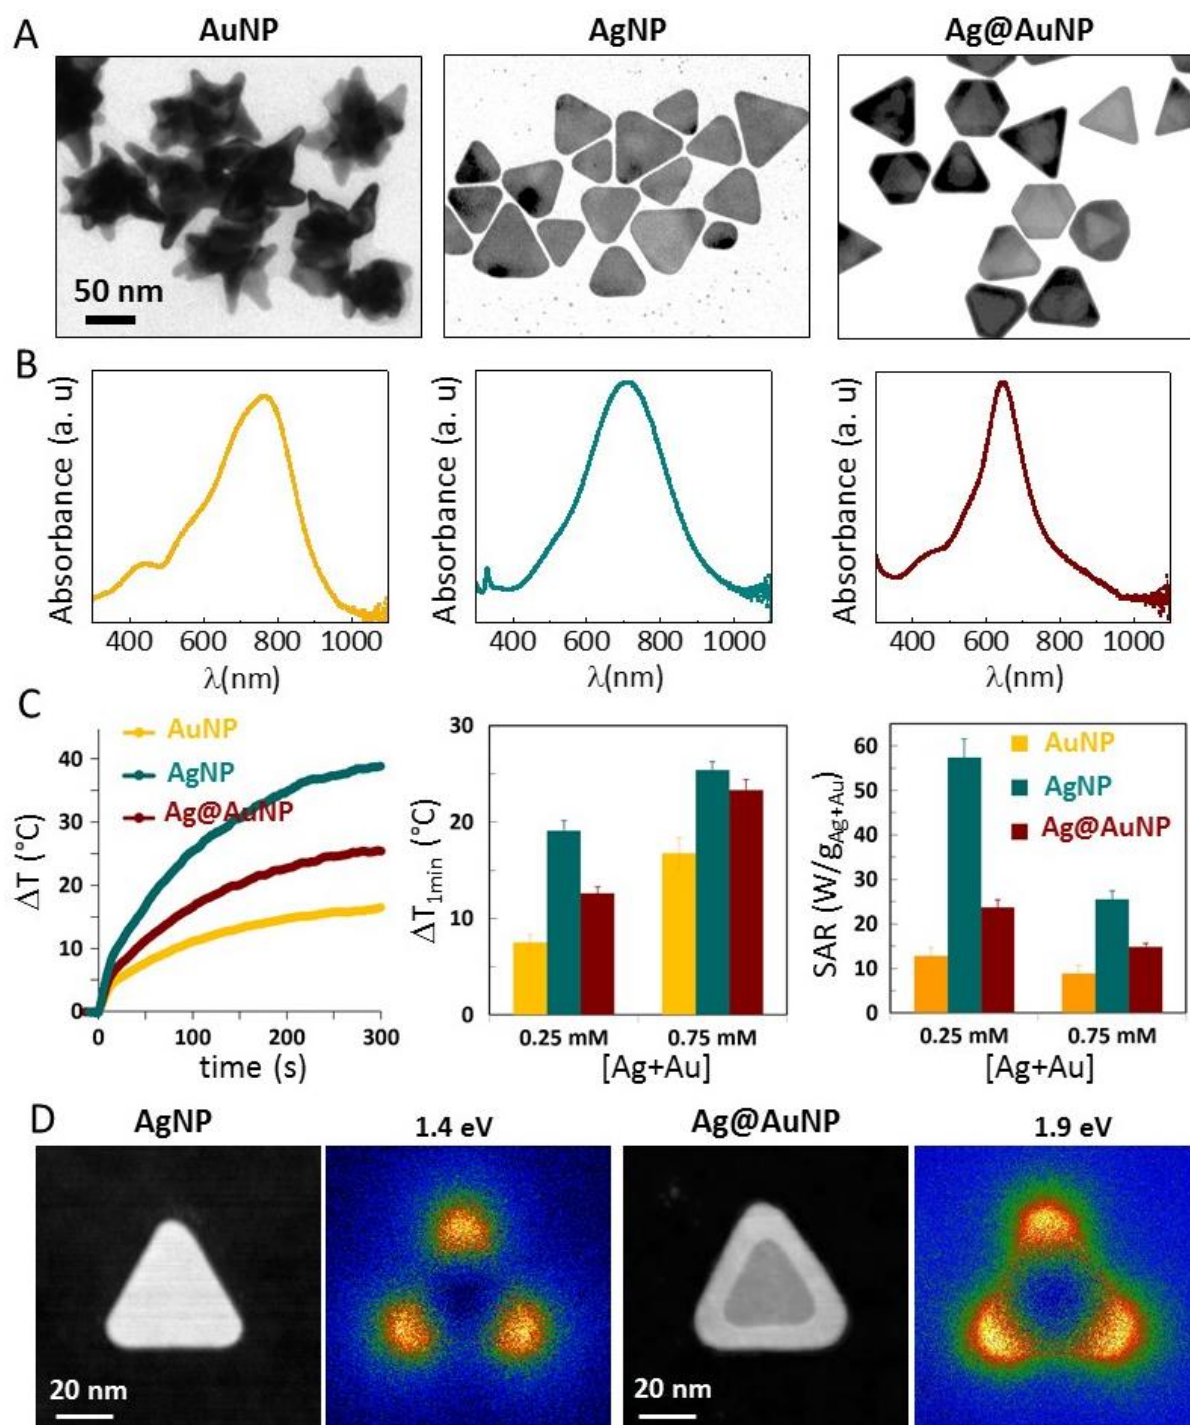 A
AuNP
AgNP
Ag@AuNP
50 nm
B
Absorbance (a. u)
400 600 800 1000
λ(nm)
Absorbance (a. u)
400 600 800 1000
λ(nm)
Absorbance (a. u)
400 600 800 1000
λ(nm)
C
AuNP
AgNP
Ag@AuNP
ΔT (°C)
40
30
20
10
0
0 100 200 300
time (s)
ΔT1min (°C)
30
20
10
0
0.25 mM 0.75 mM
[Ag+Au]
SAR (W/gAg+Au)
60
50
40
30
20
10
0
AuNP
AgNP
Ag@AuNP
0.25 mM 0.75 mM
[Ag+Au]
D
AgNP
1.4 eV
Ag@AuNP
1.9 eV
20 nm
20 nm